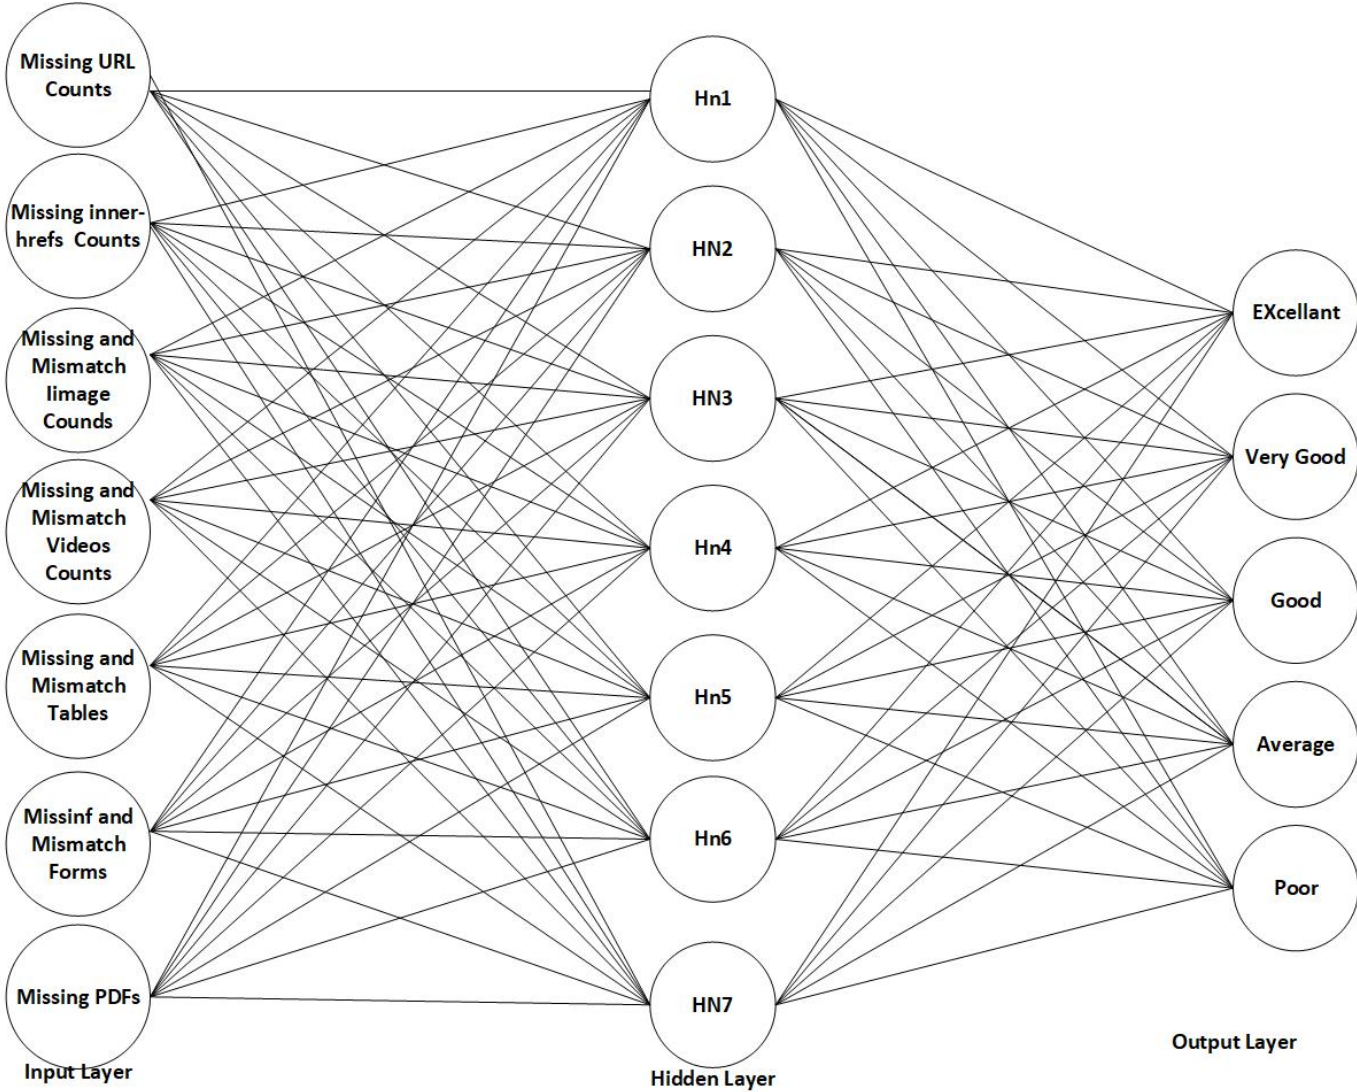 Missing URL
Counts
Missing inner-
hrefs Counts
Missing and
Mismatch
Iimage
Counds
Missing and
Mismatch
Videos
Counts
Missing and
Mismatch
Tables
Missinf and
Mismatch
Forms
Missing PDFs
Input Layer
Hn1
HN2
HN3
Hn4
Hn5
Hn6
HN7
Hidden Layer
EXcellant
Very Good
Good
Average
Poor
Output Layer